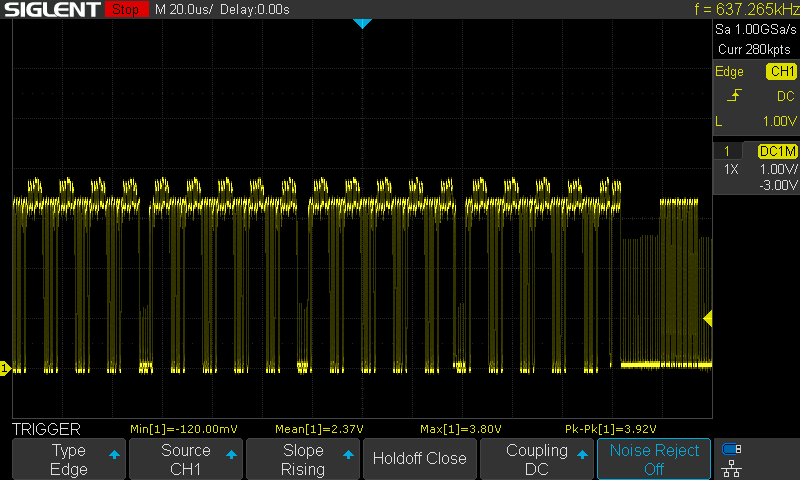 SIGLENT Stop M 20.0us/ Delay:0.00s f = 637.265kHz
Sa 1.00GSa/s
Curr 280kpts
Edge CH1
DC
L 1.00V
1 DC1M
1X 1.00V/
-3.00V
1
TRIGGER Min[1]=-120.00mV Mean[1]=2.37V Max[1]=3.80V Pk-Pk[1]=3.92V
Type Source Slope Holdoff Close Coupling Noise Reject
Edge CH1 Rising DC Off